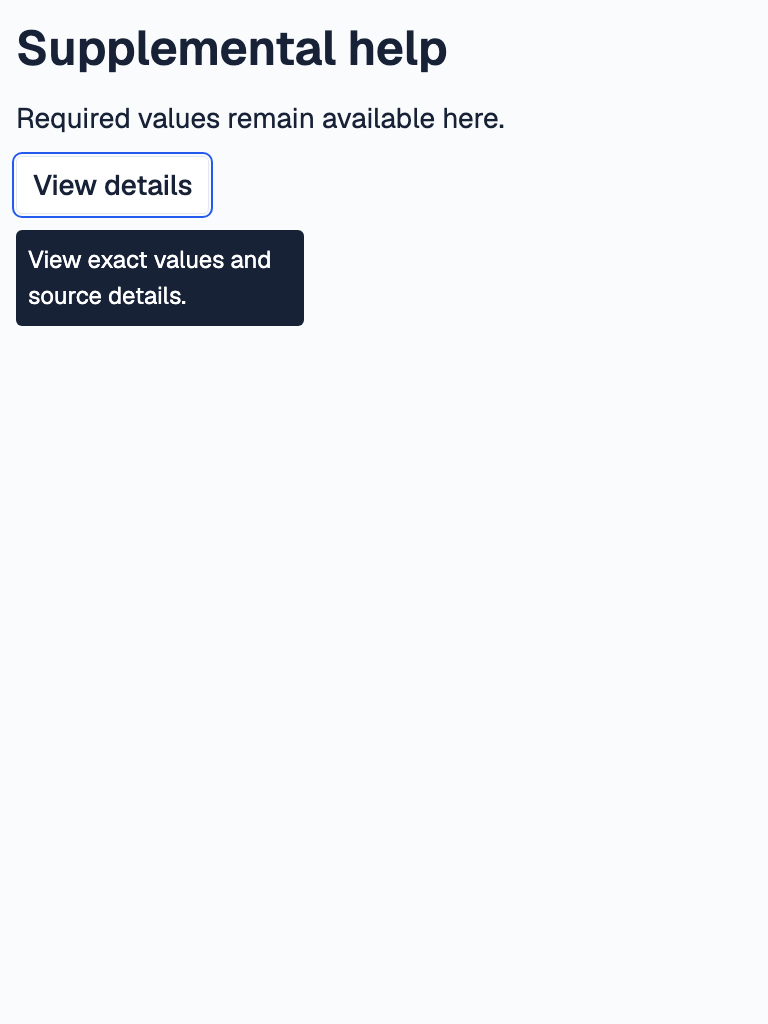 Supplemental help
Required values remain available here.
View details
View exact values and
source details.